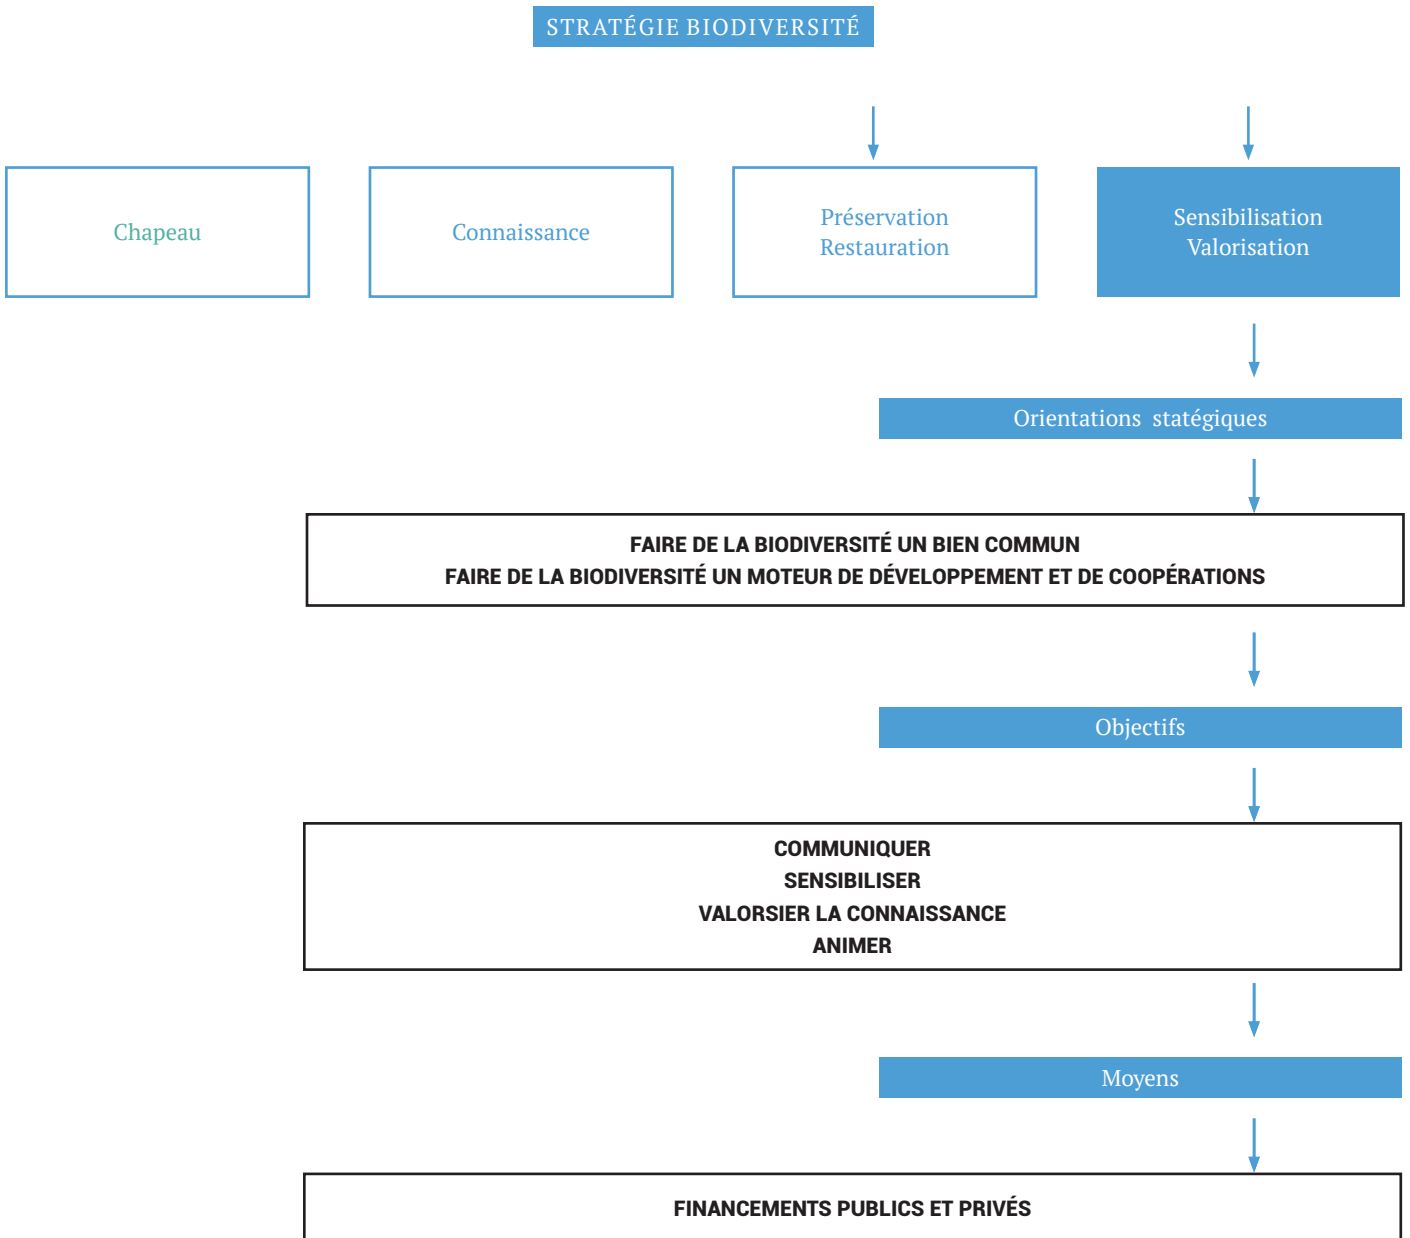 STRATÉGIE BIODIVERSITÉ
Chapeau
Connaissance
Préservation
Restauration
Sensibilisation
Valorisation
Orientations statégiques
FAIRE DE LA BIODIVERSITÉ UN BIEN COMMUN
FAIRE DE LA BIODIVERSITÉ UN MOTEUR DE DÉVELOPPEMENT ET DE COOPÉRATIONS
Objectifs
COMMUNIQUER
SENSIBILISER
VALORSIER LA CONNAISSANCE
ANIMER
Moyens
FINANCEMENTS PUBLICS ET PRIVÉS